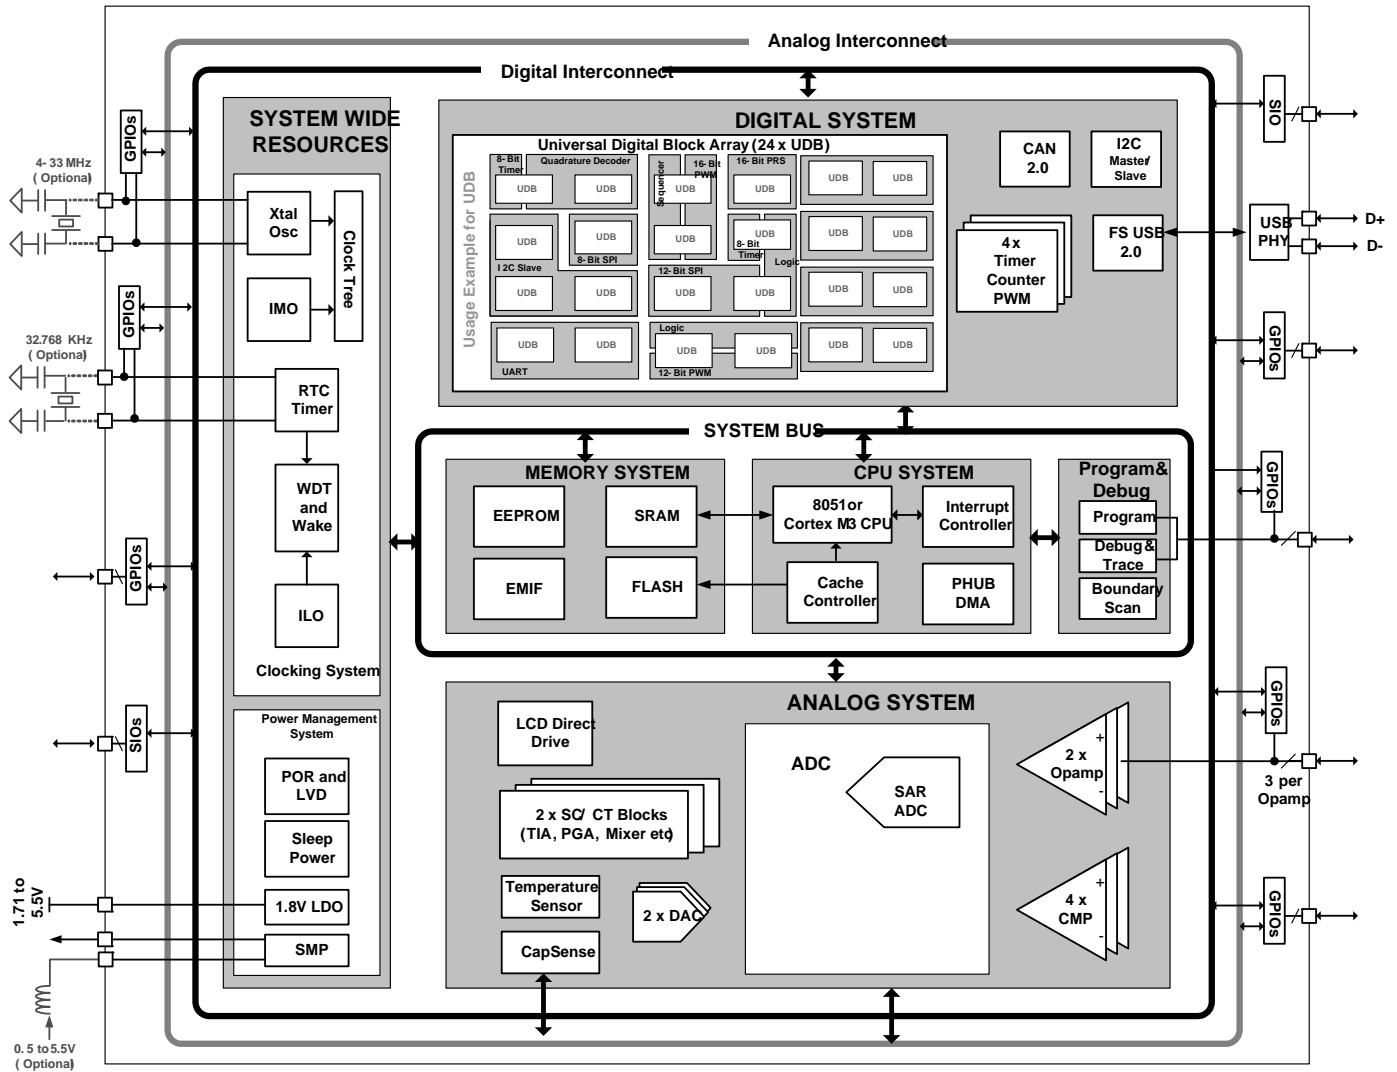 Analog Interconnect
Digital Interconnect
SYSTEM WIDE
RESOURCES
GPIOs
4- 33 MHz
( Optional)
Xtal
Osc
Clock Tree
IMO
GPIOs
32.768 KHz
( Optional)
RTC
Timer
WDT
and
Wake
GPIOs
ILO
Clocking System
SIOs
Power Management
System
POR and
LVD
Sleep
Power
1.71 to
5.5V
1.8V LDO
SMP
0. 5 to 5.5V
( Optional)
DIGITAL SYSTEM
Universal Digital Block Array (24 x UDB)
Usage Example for UDB
8- Bit
Timer
Quadrature Decoder
Sequencer
16- Bit
PWM
16- Bit PRS
UDB
UDB
UDB
UDB
UDB
UDB
UDB
UDB
UDB
UDB
8- Bit
Timer
UDB
UDB
I 2C Slave
8- Bit SPI
12- Bit SPI
Logic
UDB
UDB
UDB
UDB
UDB
UDB
Logic
UDB
UDB
UDB
UDB
UDB
UDB
UART
12- Bit PWM
CAN
2.0
I2C
Master/
Slave
4 x
Timer
Counter
PWM
FS USB
2.0
SYSTEM BUS
MEMORY SYSTEM
EEPROM
SRAM
EMIF
FLASH
CPU SYSTEM
8051 or
Cortex M3 CPU
Interrupt
Controller
Cache
Controller
PHUB
DMA
Program &
Debug
Program
Debug &
Trace
Boundary
Scan
ANALOG SYSTEM
LCD Direct
Drive
2 x SC/ CT Blocks
(TIA, PGA, Mixer etc)
Temperature
Sensor
2 x DAC
CapSense
ADC
SAR
ADC
+
2 x
Opamp
-
+
4 x
CMP
-
SIO
USB
PHY
D+
D-
GPIOs
GPIOs
GPIOs
3 per
Opamp
GPIOs